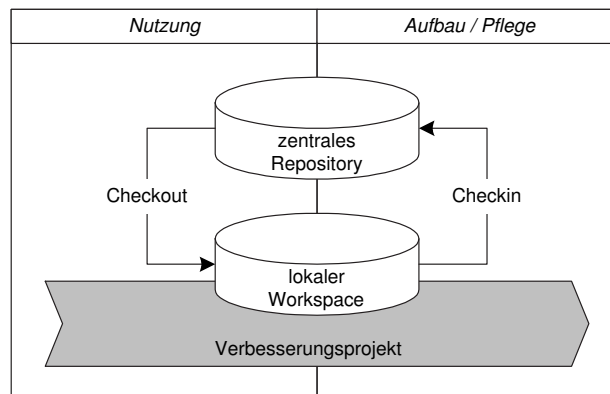 Nutzung
Aufbau / Pflege
zentrales
Repository
Checkout
Checkin
lokaler
Workspace
Verbesserungsprojekt